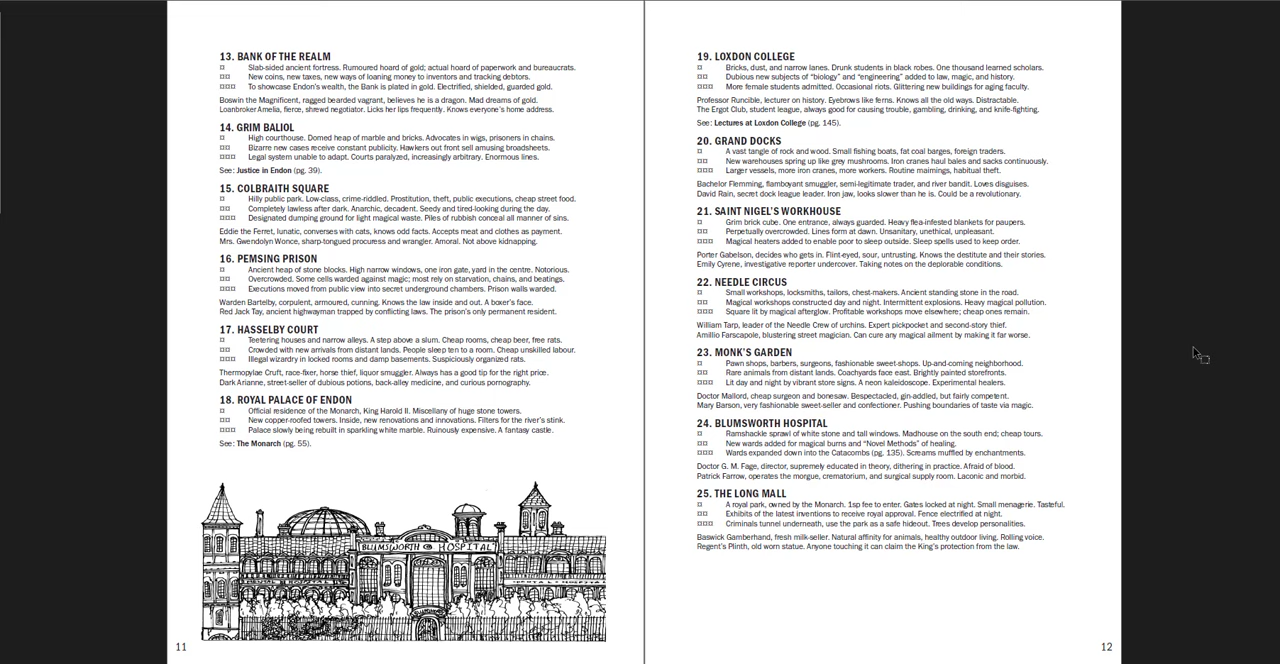 13. BANK OF THE REALM
¤ Slab-sided ancient fortress. Rumoured hoard of gold; actual hoard of paperwork and bureaucrats.
¤¤ New coins, new taxes, new ways of loaning money to inventors and tracking debtors.
¤¤¤ To showcase Endon's wealth, the Bank is plated in gold. Electrified, shielded, guarded gold.
Boswin the Magnificent, ragged bearded vagrant, believes he is a dragon. Mad dreams of gold.
Loanbroker Amelia, fierce, shrewd negotiator. Licks her lips frequently. Knows everyone's home address.
14. GRIM BALIOL
¤ High courthouse. Domed heap of marble and bricks. Advocates in wigs, prisoners in chains.
¤¤ Bizarre new cases receive constant publicity. Hawkers out front sell amusing broadsheets.
¤¤¤ Legal system unable to adapt. Courts paralyzed, increasingly arbitrary. Enormous lines.
See: Justice in Endon (pg. 39).
15. COLBRAITH SQUARE
¤ Hilly public park. Low-class, crime-riddled. Prostitution, theft, public executions, cheap street food.
¤¤ Completely lawless after dark. Anarchic, decadent. Seedy and tired-looking during the day.
¤¤¤ Designated dumping ground for light magical waste. Piles of rubbish conceal all manner of sins.
Eddie the Ferret, lunatic, converses with cats, knows odd facts. Accepts meat and clothes as payment.
Mrs. Gwendolyn Wonce, sharp-tongued procuress and wrangler. Amoral. Not above kidnapping.
16. PEMSING PRISON
¤ Ancient heap of stone blocks. High narrow windows, one iron gate, yard in the centre. Notorious.
¤¤ Overcrowded. Some cells warded against magic; most rely on starvation, chains, and beatings.
¤¤¤ Executions moved from public view into secret underground chambers. Prison walls warded.
Warden Bartelby, corpulent, armoured, cunning. Knows the law inside and out. A boxer's face.
Red Jack Tay, ancient highwayman trapped by conflicting laws. The prison's only permanent resident.
17. HASSELBY COURT
¤ Teetering houses and narrow alleys. A step above a slum. Cheap rooms, cheap beer, free rats.
¤¤ Crowded with new arrivals from distant lands. People sleep ten to a room. Cheap unskilled labour.
¤¤¤ Illegal wizardry in locked rooms and damp basements. Suspiciously organized rats.
Thermopylae Cruft, race-fixer, horse thief, liquor smuggler. Always has a good tip for the right price.
Dark Arianne, street-seller of dubious potions, back-alley medicine, and curious pornography.
18. ROYAL PALACE OF ENDON
¤ Official residence of the Monarch, King Harold II. Miscellany of huge stone towers.
¤¤ New copper-roofed towers. Inside, new renovations and innovations. Filters for the river's stink.
¤¤¤ Palace slowly being rebuilt in sparkling white marble. Ruinously expensive. A fantasy castle.
See: The Monarch (pg. 55).
BLUMSWORTH HOSPITAL
11
19. LOXDON COLLEGE
¤ Bricks, dust, and narrow lanes. Drunk students in black robes. One thousand learned scholars.
¤¤ Dubious new subjects of "biology" and "engineering" added to law, magic, and history.
¤¤¤ More female students admitted. Occasional riots. Glittering new buildings for aging faculty.
Professor Runcible, lecturer on history. Eyebrows like ferns. Knows all the old ways. Distractable.
The Ergot Club, student league, always good for causing trouble, gambling, drinking, and knife-fighting.
See: Lectures at Loxdon College (pg. 145).
20. GRAND DOCKS
¤ A vast tangle of rock and wood. Small fishing boats, fat coal barges, foreign traders.
¤¤ New warehouses spring up like grey mushrooms. Iron cranes haul bales and sacks continuously.
¤¤¤ Larger vessels, more iron cranes, more workers. Routine maimings, habitual theft.
Bachelor Flemming, flamboyant smuggler, semi-legitimate trader, and river bandit. Loves disguises.
David Rain, secret dock league leader. Iron jaw, looks slower than he is. Could be a revolutionary.
21. SAINT NIGEL'S WORKHOUSE
¤ Grim brick cube. One entrance, always guarded. Heavy flea-infested blankets for paupers.
¤¤ Perpetually overcrowded. Lines form at dawn. Unsanitary, unethical, unpleasant.
¤¤¤ Magical heaters added to enable poor to sleep outside. Sleep spells used to keep order.
Porter Gabelson, decides who gets in. Flint-eyed, sour, untrusting. Knows the destitute and their stories.
Emily Cyrene, investigative reporter undercover. Taking notes on the deplorable conditions.
22. NEEDLE CIRCUS
¤ Small workshops, locksmiths, tailors, chest-makers. Ancient standing stone in the road.
¤¤ Magical workshops constructed day and night. Intermittent explosions. Heavy magical pollution.
¤¤¤ Square lit by magical afterglow. Profitable workshops move elsewhere; cheap ones remain.
William Tarp, leader of the Needle Crew of urchins. Expert pickpocket and second-story thief.
Amillio Farscapole, blustering street magician. Can cure any magical ailment by making it far worse.
23. MONK'S GARDEN
¤ Pawn shops, barbers, surgeons, fashionable sweet-shops. Up-and-coming neighborhood.
¤¤ Rare animals from distant lands. Coachyards face east. Brightly painted storefronts.
¤¤¤ Lit day and night by vibrant store signs. A neon kaleidoscope. Experimental healers.
Doctor Mallord, cheap surgeon and bonesaw. Bespectacled, gin-addled, but fairly competent.
Mary Barson, very fashionable sweet-seller and confectioner. Pushing boundaries of taste via magic.
24. BLUMSWORTH HOSPITAL
¤ Ramshackle sprawl of white stone and tall windows. Madhouse on the south end; cheap tours.
¤¤ New wards added for magical burns and "Novel Methods" of healing.
¤¤¤ Wards expanded down into the Catacombs (pg. 135). Screams muffled by enchantments.
Doctor G. M. Fage, director, supremely educated in theory, dithering in practice. Afraid of blood.
Patrick Farrow, operates the morgue, crematorium, and surgical supply room. Laconic and morbid.
25. THE LONG MALL
¤ A royal park, owned by the Monarch. 1sp fee to enter. Gates locked at night. Small menagerie. Tasteful.
¤¤ Exhibits of the latest inventions to receive royal approval. Fence electrified at night.
¤¤¤ Criminals tunnel underneath, use the park as a safe hideout. Trees develop personalities.
Baswick Gamberhand, fresh milk-seller. Natural affinity for animals, healthy outdoor living. Rolling voice.
Regent's Plinth, old worn statue. Anyone touching it can claim the King's protection from the law.
12